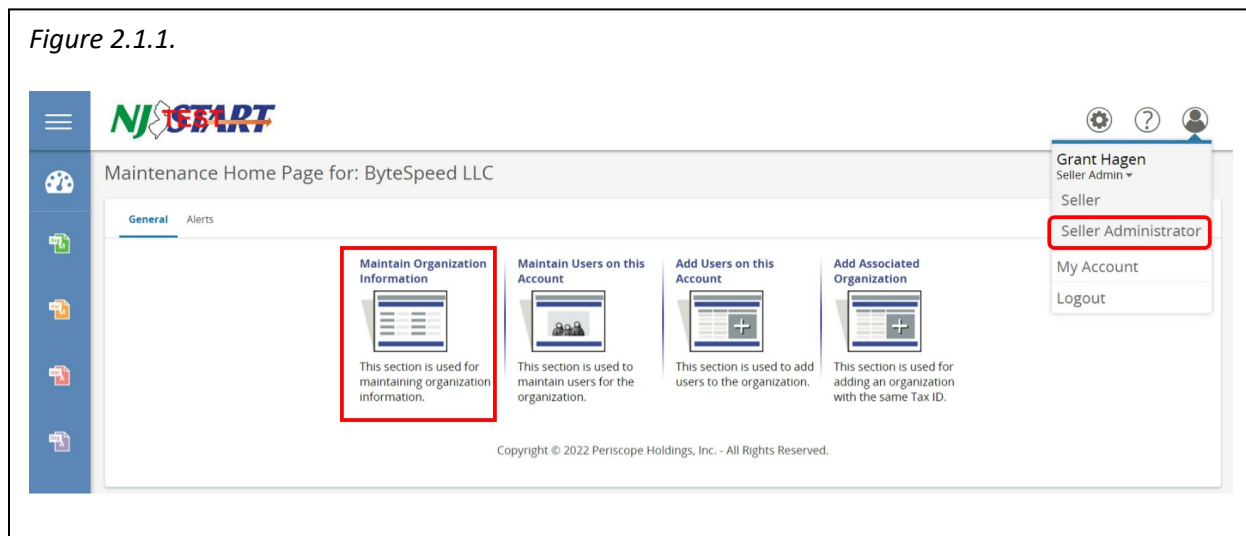 Figure 2.1.1.
NJ START
TEST
Maintenance Home Page for: ByteSpeed LLC
Grant Hagen
Seller Admin
Seller
Seller Administrator
My Account
Logout
General Alerts
Maintain Organization
Information
This section is used for
maintaining organization
information.
Maintain Users on this
Account
This section is used to
maintain users for the
organization.
Add Users on this
Account
This section is used to add
users to the organization.
Add Associated
Organization
This section is used for
adding an organization
with the same Tax ID.
Copyright © 2022 Periscope Holdings, Inc. - All Rights Reserved.